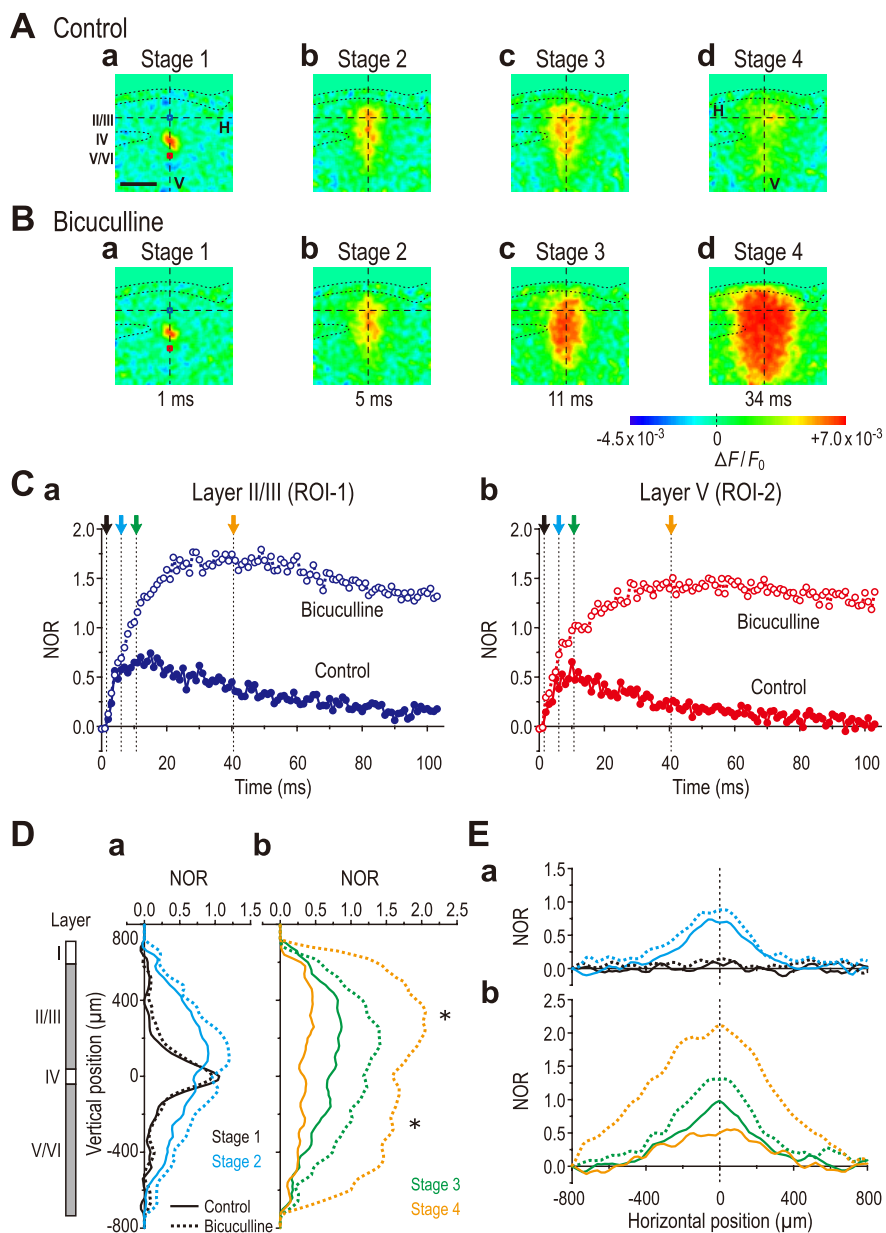 A Control
a Stage 1
b Stage 2
c Stage 3
d Stage 4
II/III
IV
V/VI
H
V
H
V
B Bicuculline
a Stage 1
b Stage 2
c Stage 3
d Stage 4
1 ms
5 ms
11 ms
34 ms
-4.5 x 10-3
0
+7.0 x 10-3
ΔF / F0
C
a Layer II/III (ROI-1)
2.0
1.5
1.0
0.5
0.0
NOR
Bicuculline
Control
0 20 40 60 80 100
Time (ms)
b Layer V (ROI-2)
2.0
1.5
1.0
0.5
0.0
NOR
Bicuculline
Control
0 20 40 60 80 100
Time (ms)
D
a
NOR
0.0 0.5 1.0 1.5
b
NOR
0.0 0.5 1.0 1.5 2.0 2.5
Layer
I
II/III
IV
V/VI
Vertical position (µm)
800
400
0
-400
-800
Stage 1
Stage 2
Control
Bicuculline
*
*
Stage 3
Stage 4
E
a
NOR
1.5
1.0
0.5
0.0
b
NOR
2.5
2.0
1.5
1.0
0.5
0.0
-800 -400 0 400 800
Horizontal position (µm)